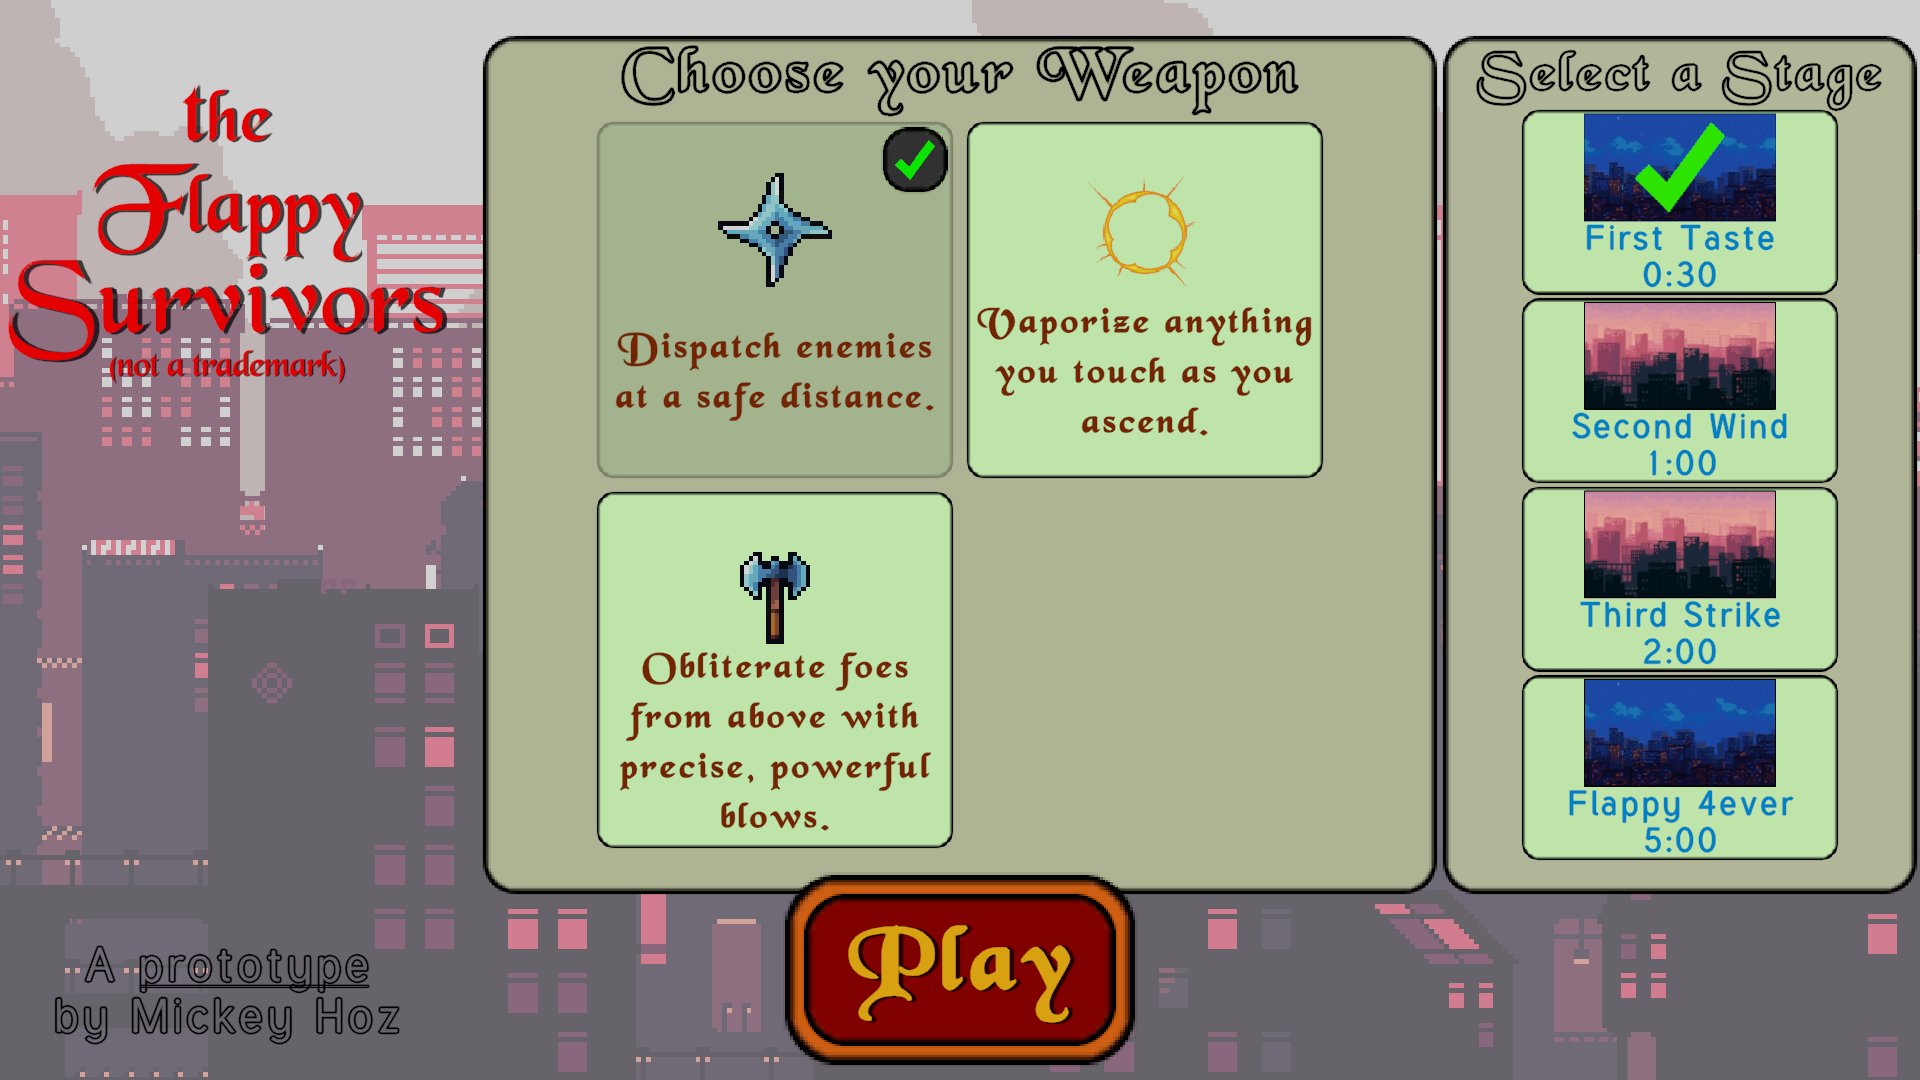 the
Flappy
Survivors
(not a trademark)
A prototype
by Mickey Hoz
Choose your Weapon
Dispatch enemies
at a safe distance.
Vaporize anything
you touch as you
ascend.
Obliterate foes
from above with
precise, powerful
blows.
Play
Select a Stage
First Taste
0:30
Second Wind
1:00
Third Strike
2:00
Flappy 4ever
5:00